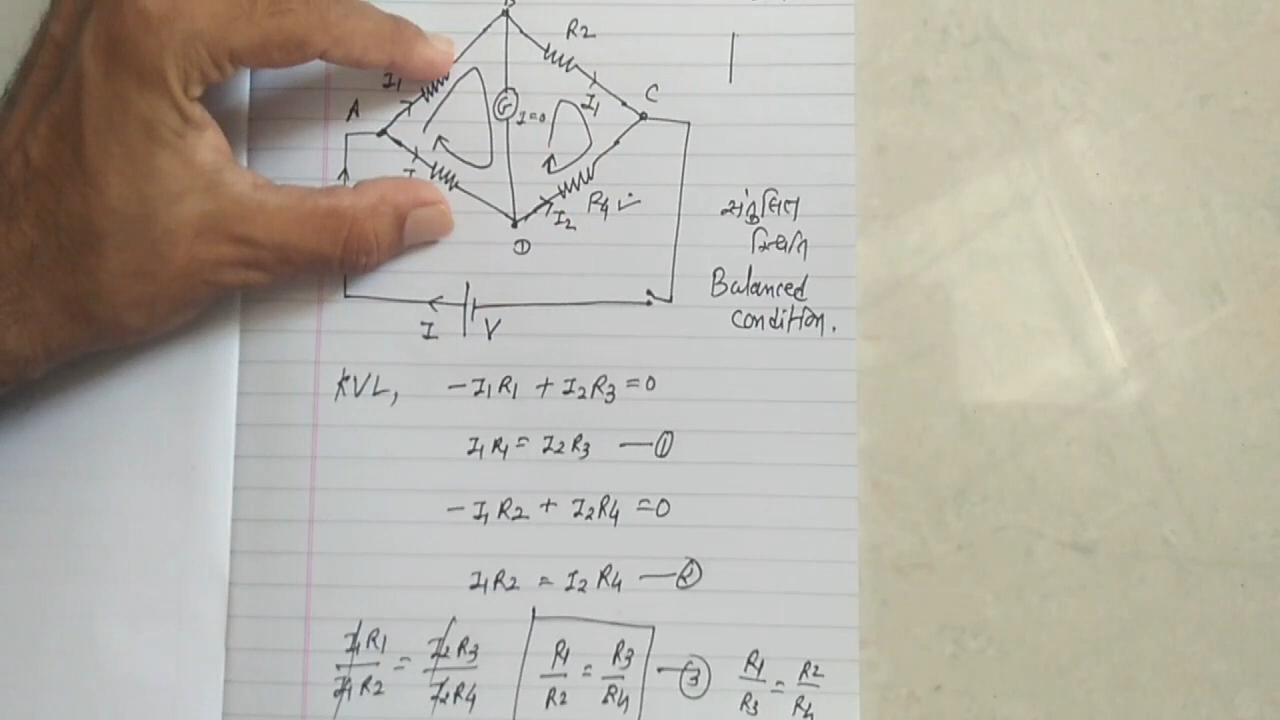 R2
I1
A
G
I=0
I1
C
I2
R4
D
I
V
સંતુલિત
સ્થિતિ
Balanced
condition.
KVL, -I1R1 + I2R3 = 0
I1R1 = I2R3 —①
-I1R2 + I2R4 = 0
I1R2 = I2R4 —②
I1R1/I1R2 = I2R3/I2R4 R1/R2 = R3/R4 —③ R1/R3 = R2/R4